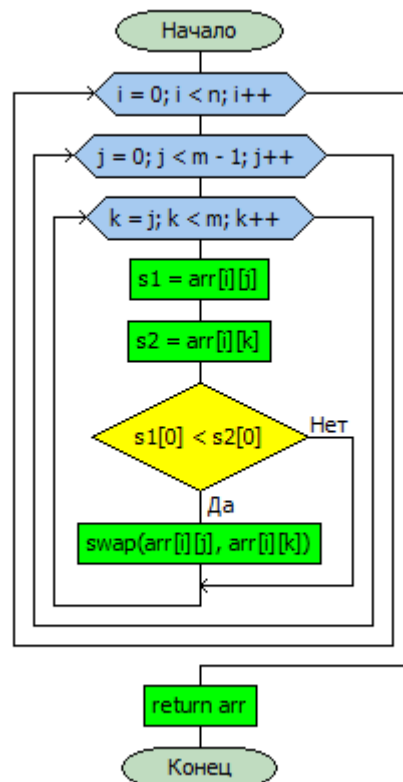 Начало
i = 0; i < n; i++
j = 0; j < m - 1; j++
k = j; k < m; k++
s1 = arr[i][j]
s2 = arr[i][k]
s1[0] < s2[0]
Нет
Да
swap(arr[i][j], arr[i][k])
return arr
Конец